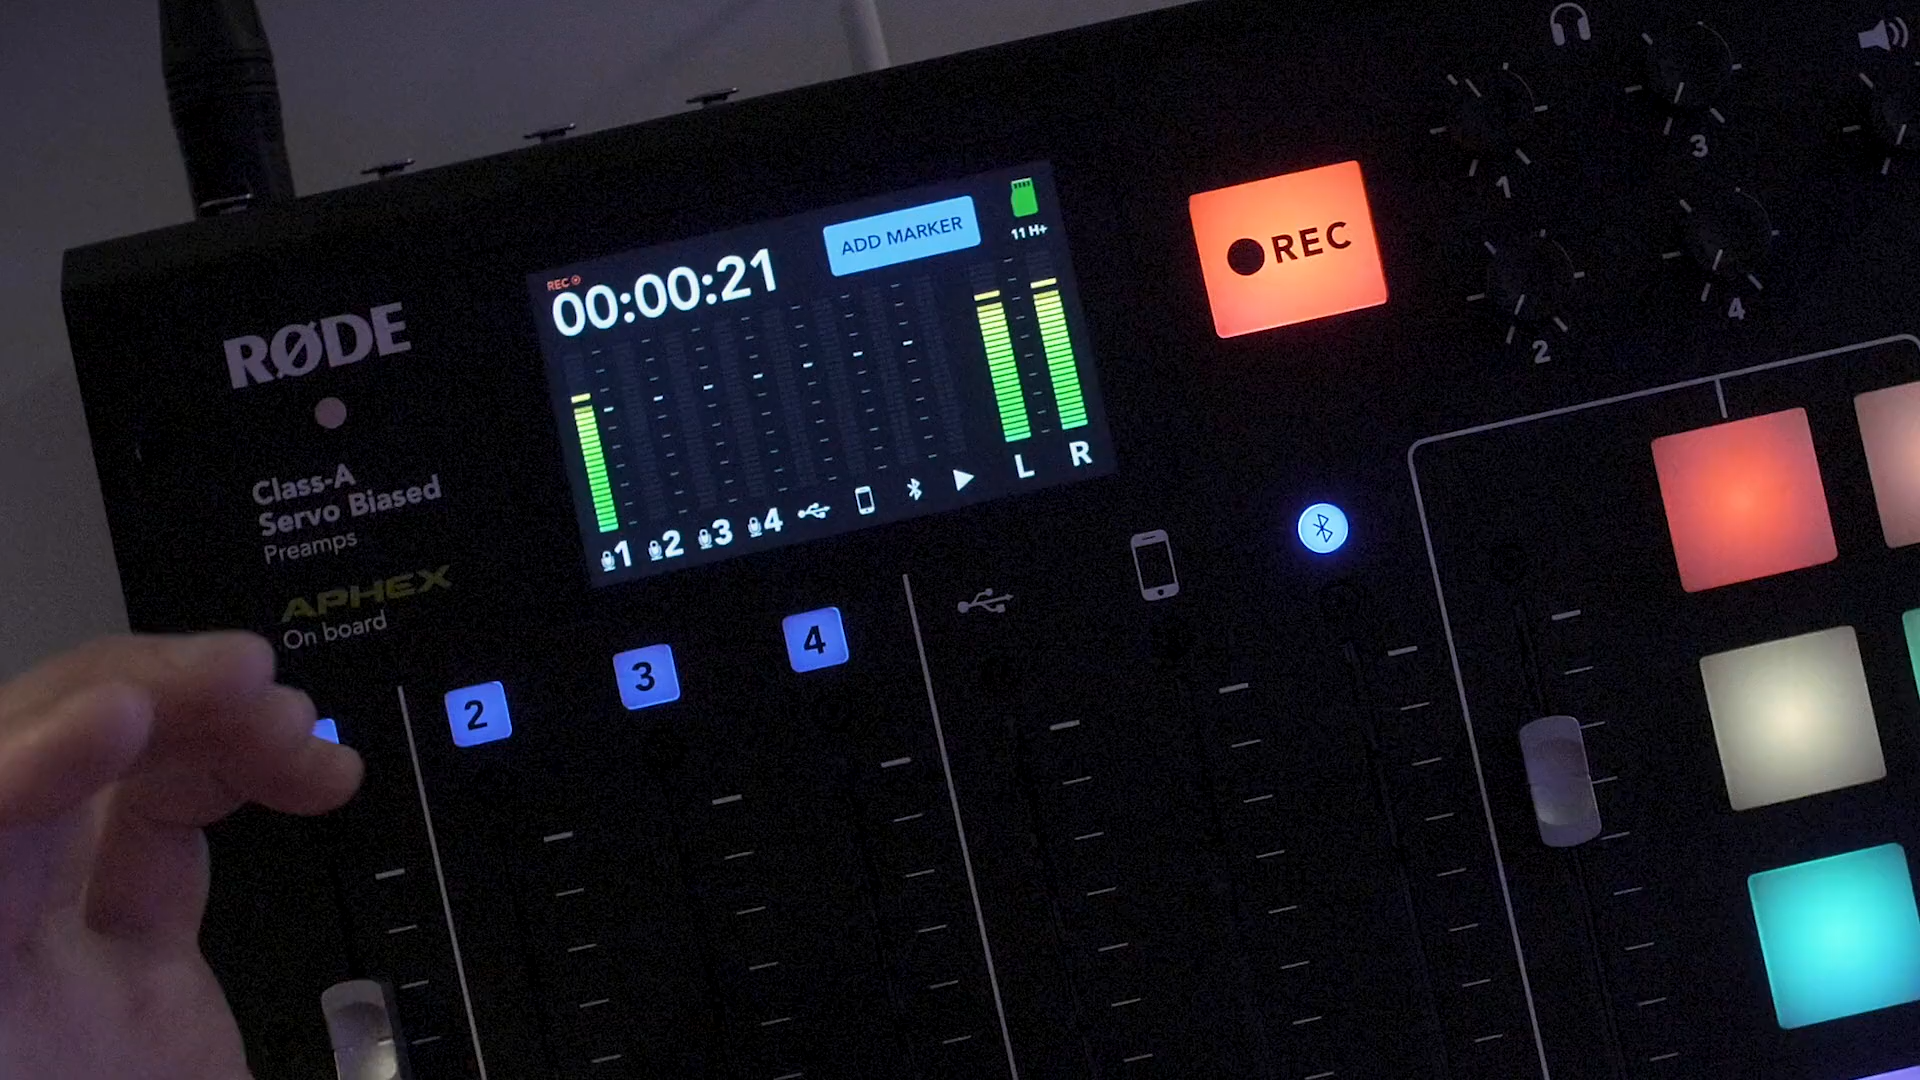 REC
00:00:21
ADD MARKER
11 H+
1 2 3 4
L R
REC
1
3
2
4
RØDE
Class-A
Servo Biased
Preamps
APHEX
On board
2
3
4